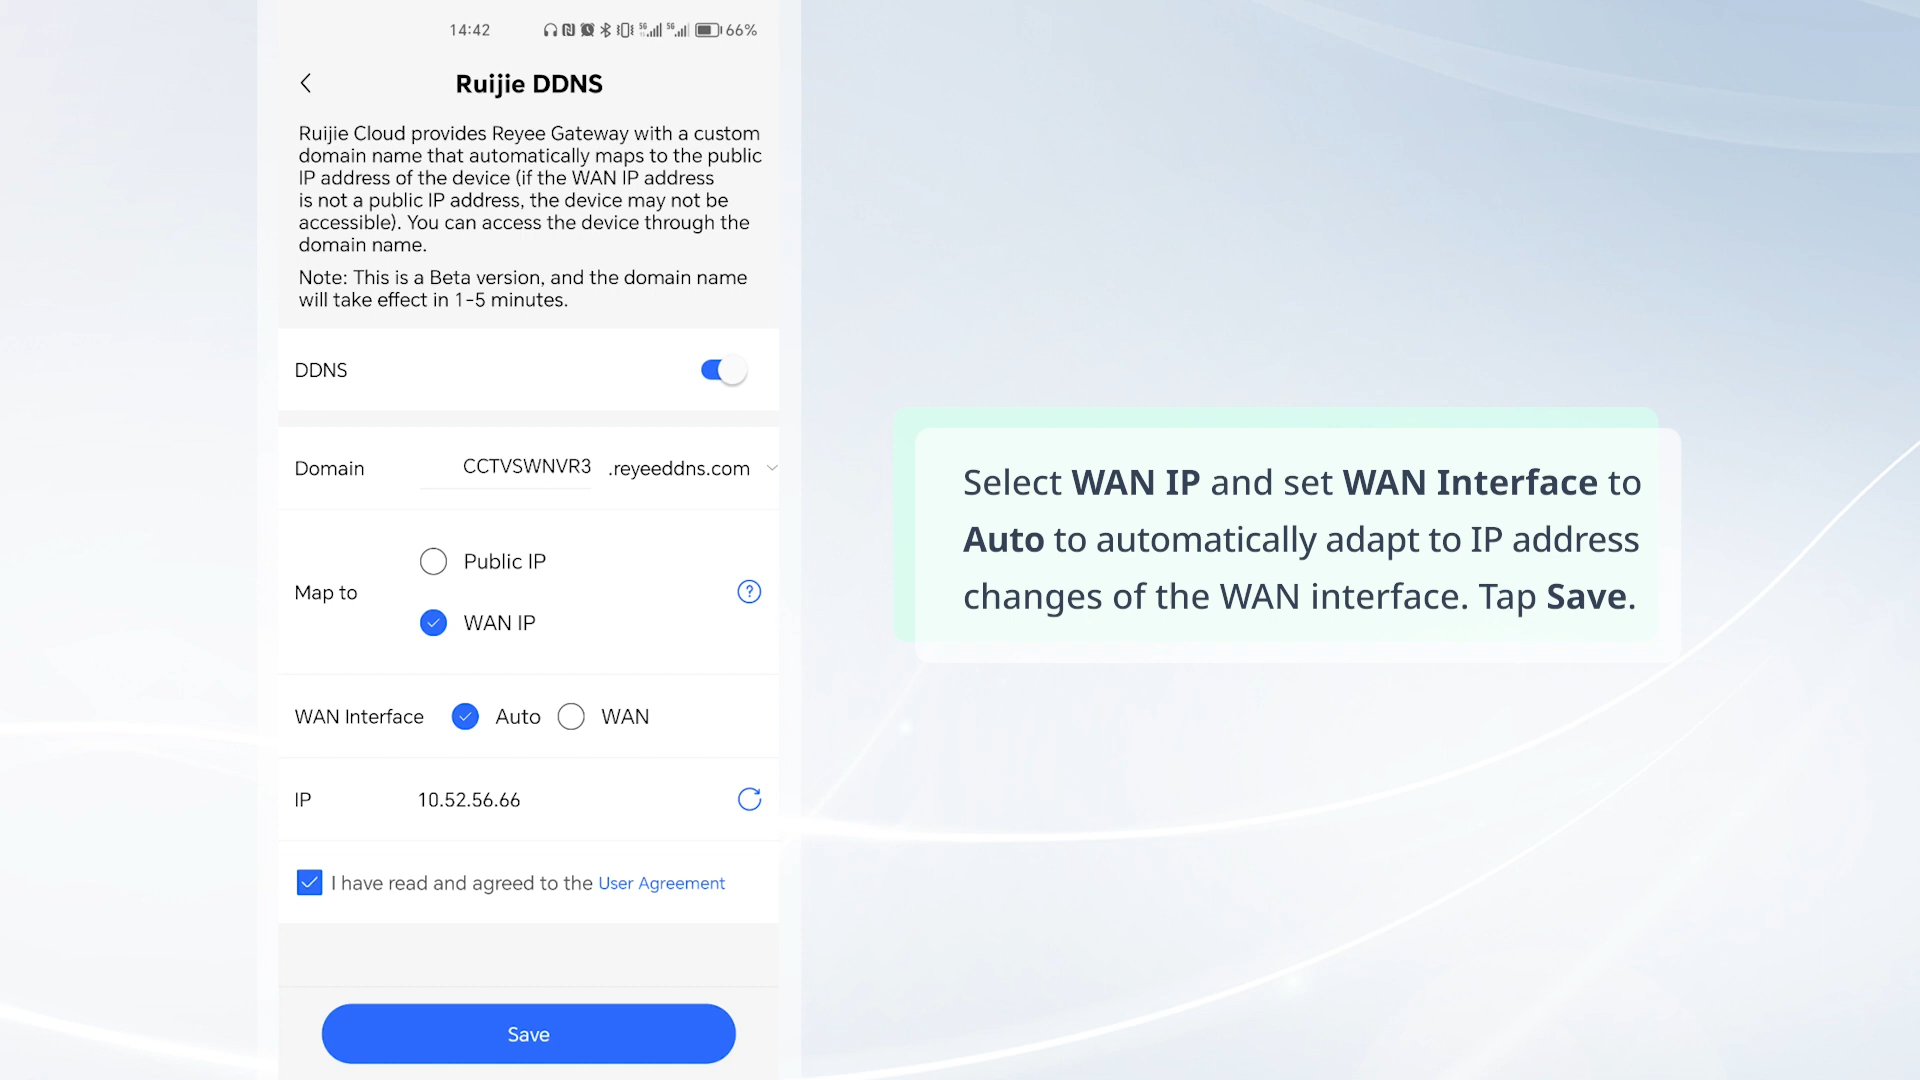 14:42
5G 5G 66%
Ruijie DDNS
Ruijie Cloud provides Reyee Gateway with a custom
domain name that automatically maps to the public
IP address of the device (if the WAN IP address
is not a public IP address, the device may not be
accessible). You can access the device through the
domain name.
Note: This is a Beta version, and the domain name
will take effect in 1-5 minutes.
DDNS
Domain CCTVSWNVR3 .reyeeddns.com
Public IP
Map to
WAN IP
WAN Interface Auto WAN
IP 10.52.56.66
I have read and agreed to the User Agreement
Save
Select WAN IP and set WAN Interface to
Auto to automatically adapt to IP address
changes of the WAN interface. Tap Save.